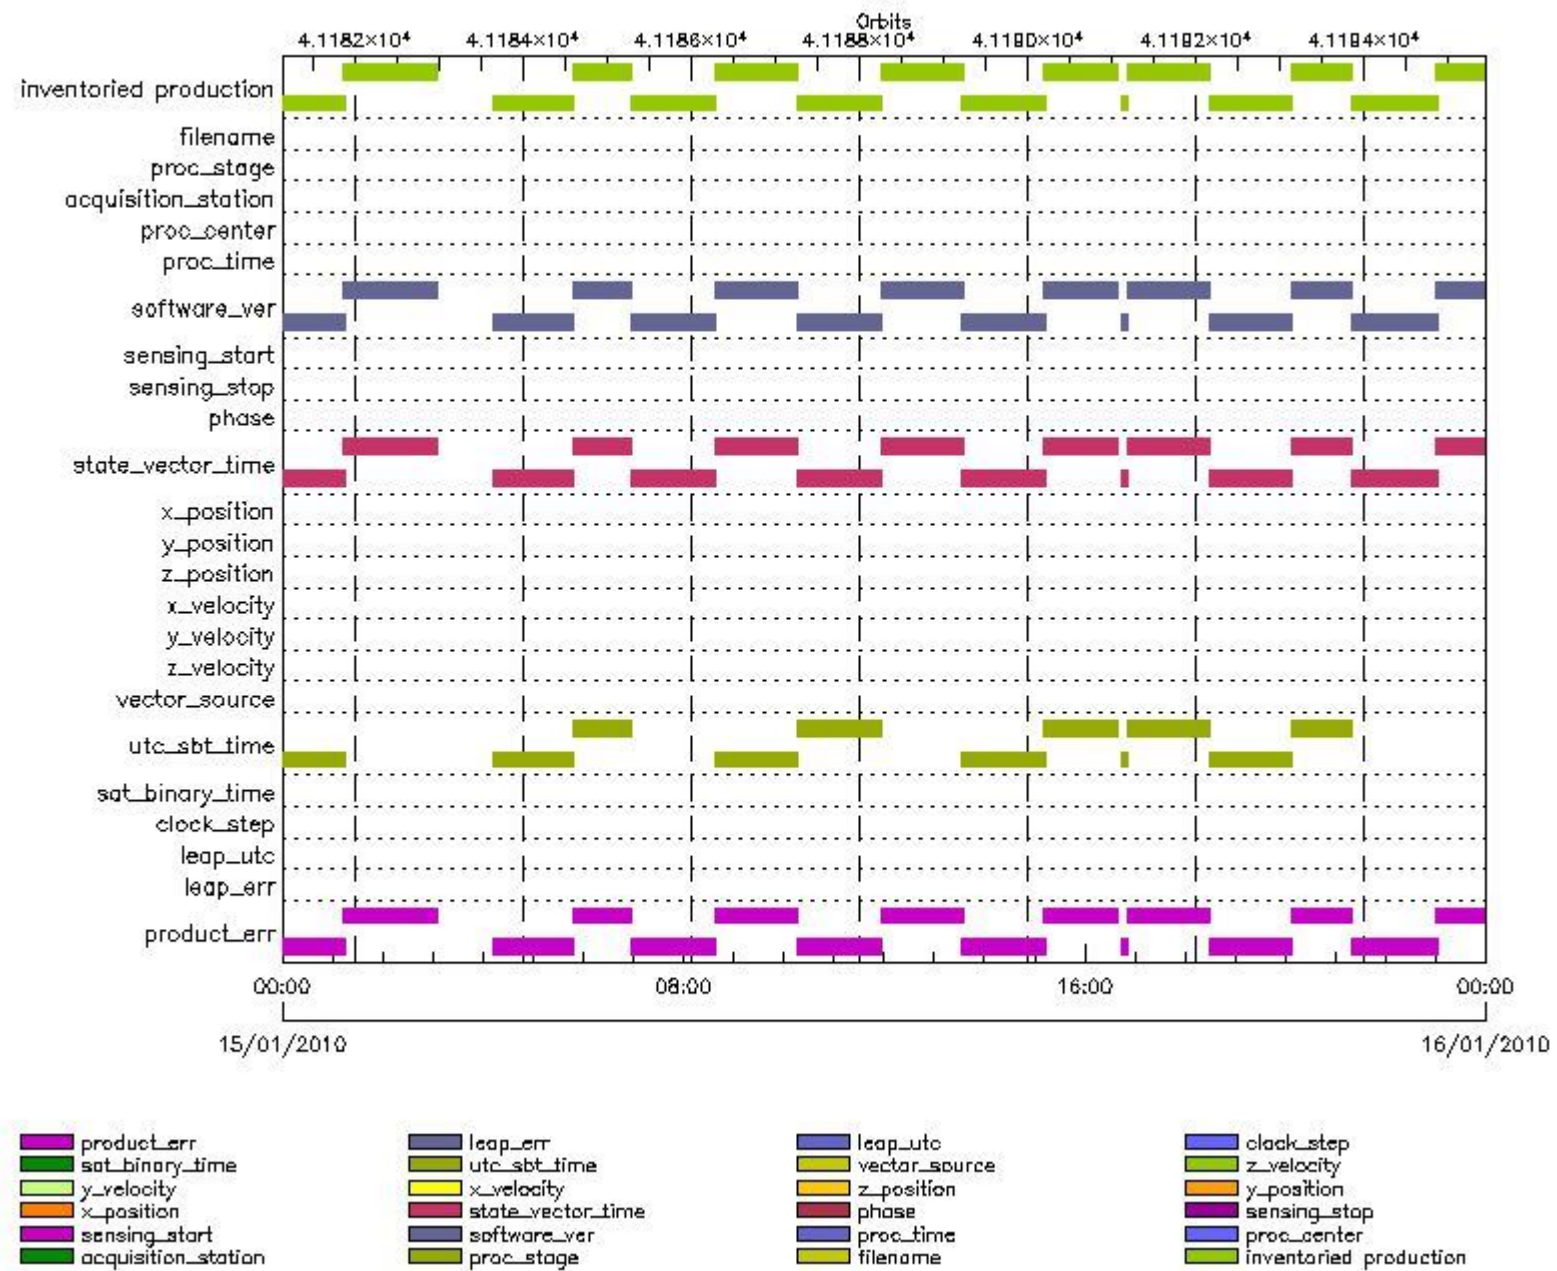 Orbits
4.1182×10⁴ 4.1184×10⁴ 4.1186×10⁴ 4.1188×10⁴ 4.1190×10⁴ 4.1192×10⁴ 4.1194×10⁴
inventoried production
filename
proc_stage
acquisition_station
proc_center
proc_time
software_ver
sensing_start
sensing_stop
phase
state_vector_time
x_position
y_position
z_position
x_velocity
y_velocity
z_velocity
vector_source
utc_sbt_time
sat_binary_time
clock_step
leap_utc
leap_err
product_err
00:00 08:00 16:00 00:00
15/01/2010 16/01/2010
product_err leap_err leap_utc clock_step
sat_binary_time utc_sbt_time vector_source z_velocity
y_velocity x_velocity z_position y_position
x_position state_vector_time phase sensing_stop
sensing_start software_ver proc_time proc_center
acquisition_station proc_stage filename inventoried production